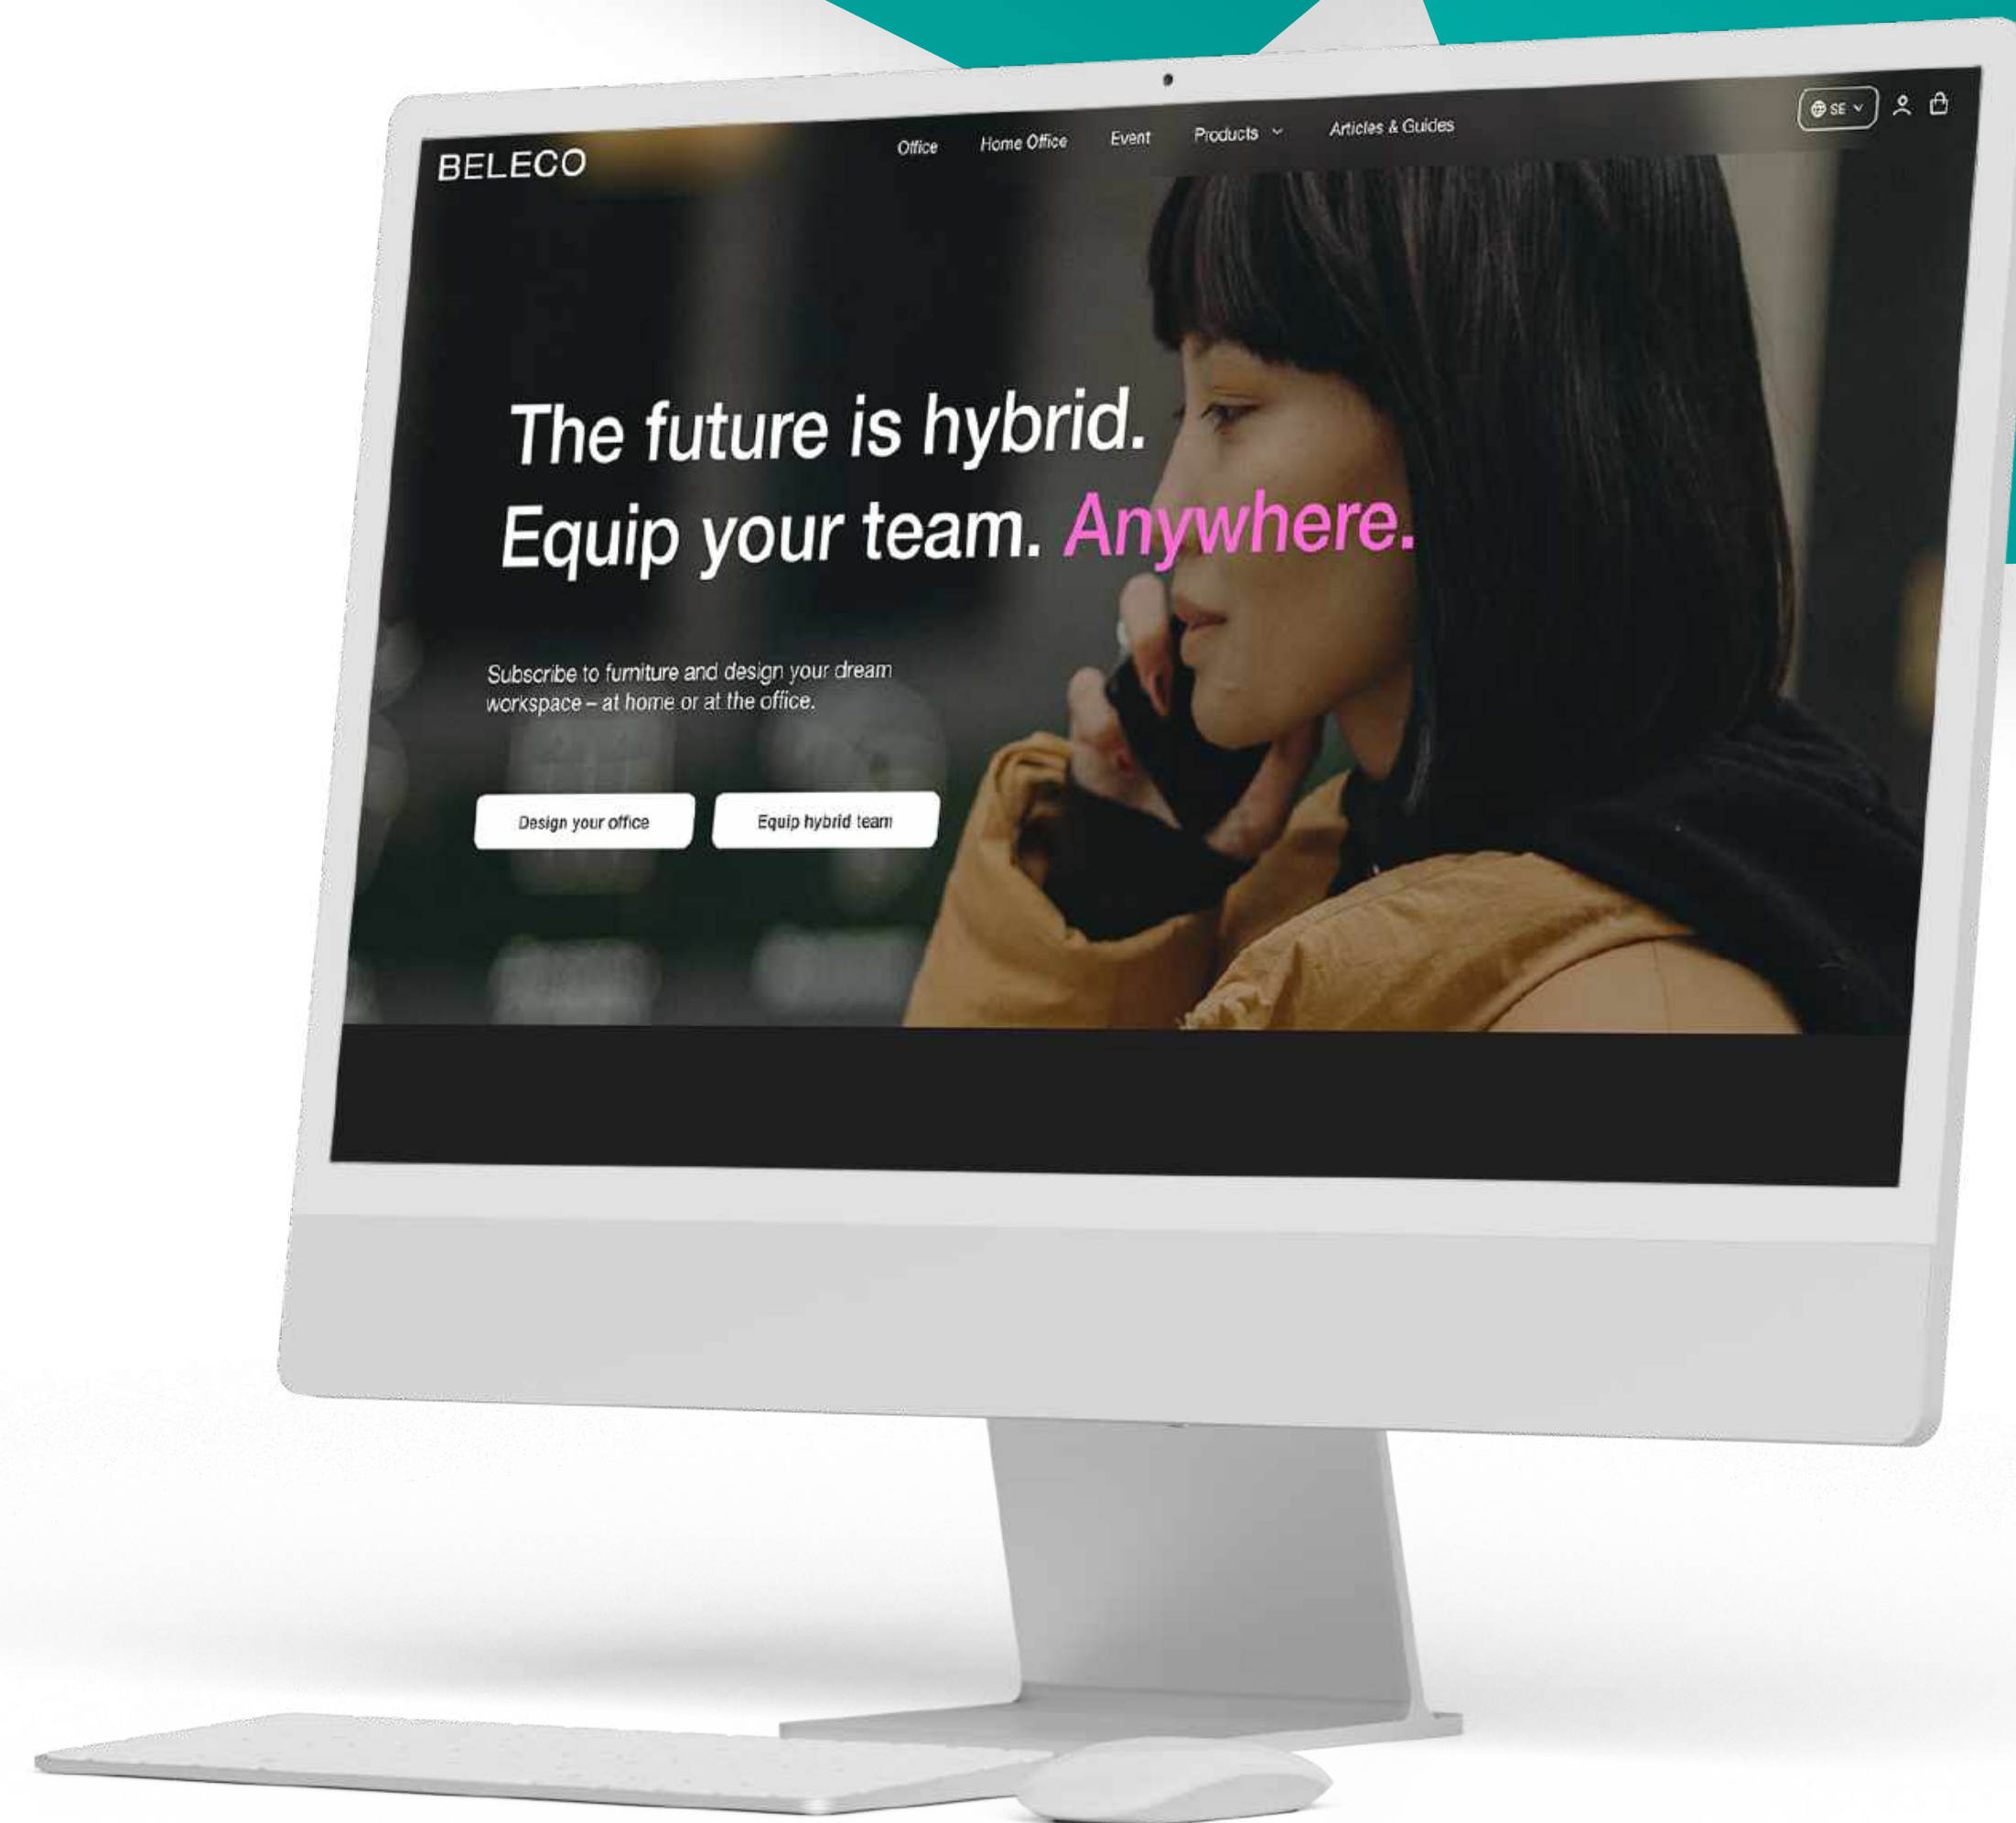 BELECO
Office
Home Office
Event
Products
Articles & Guides
SE
The future is hybrid.
Equip your team. Anywhere.
Subscribe to furniture and design your dream
workspace – at home or at the office.
Design your office
Equip hybrid team